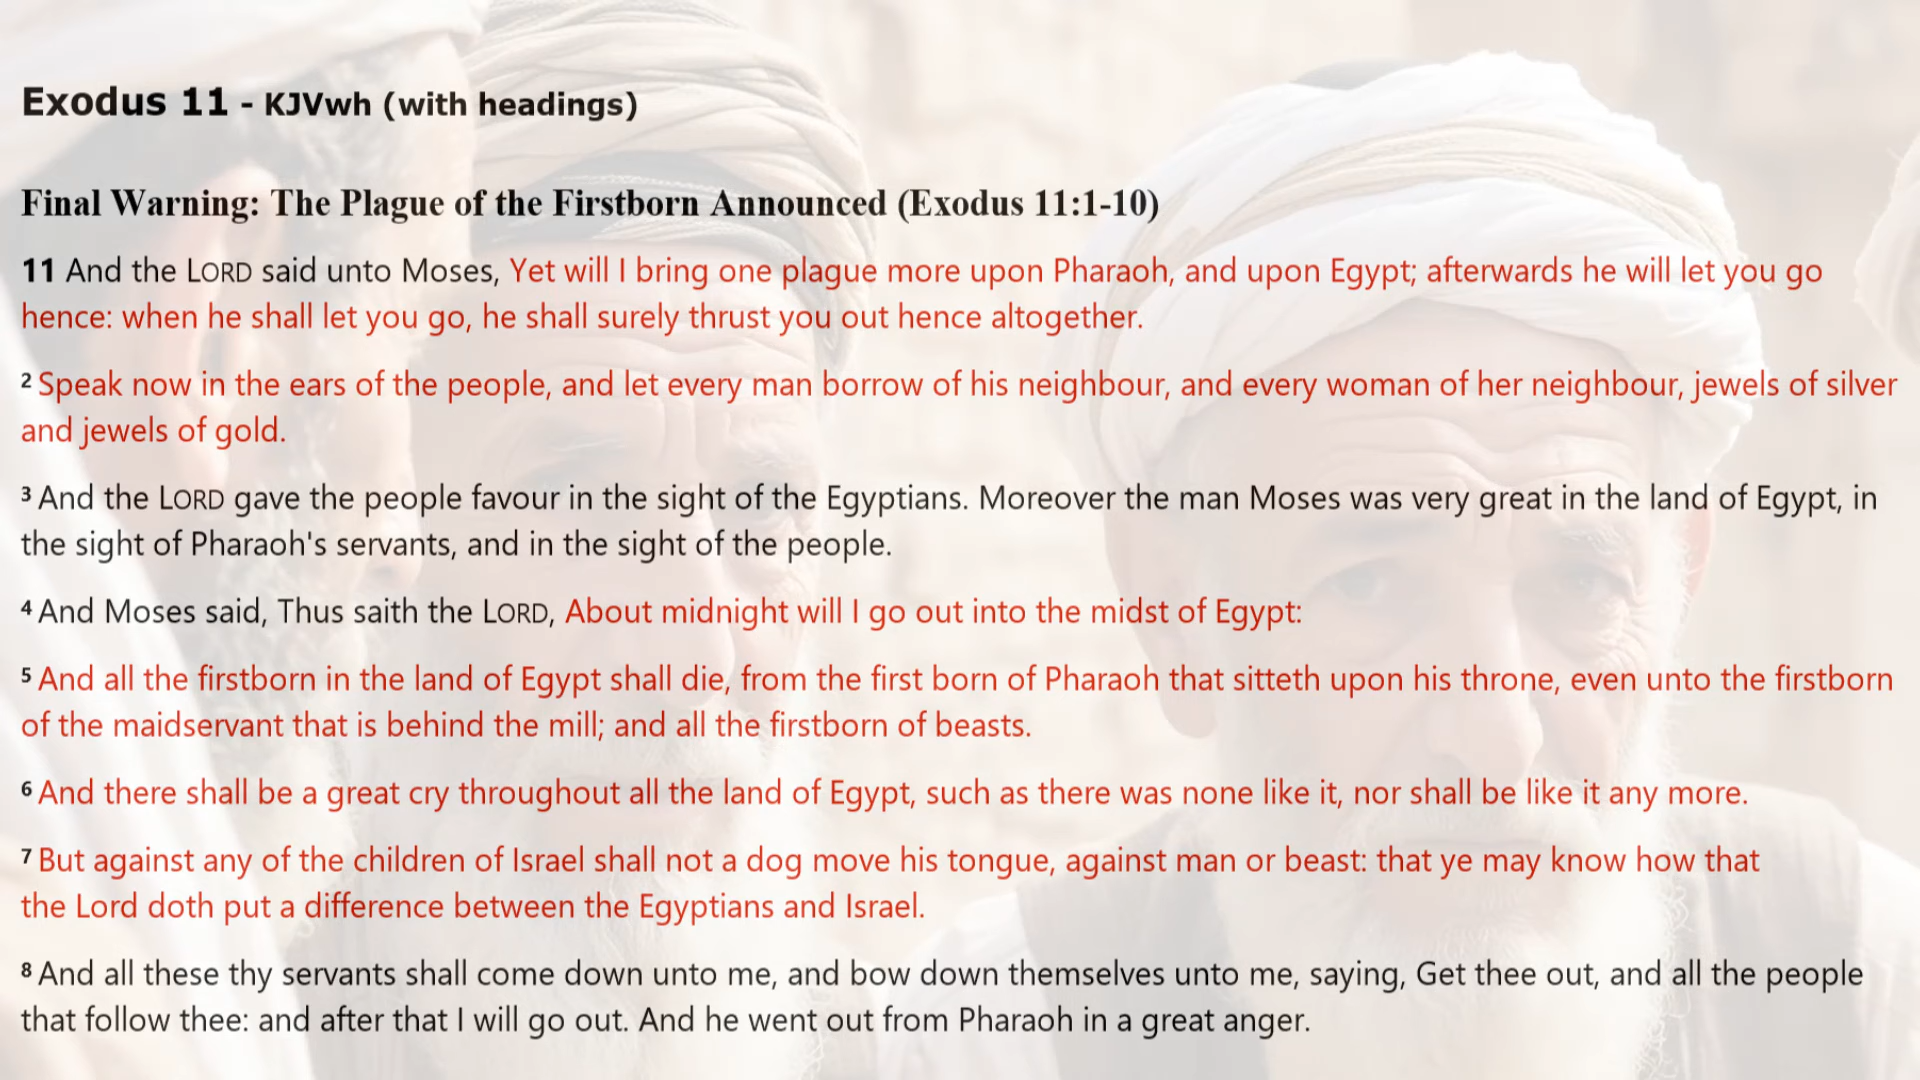 Exodus 11 - KJVwh (with headings)
Final Warning: The Plague of the Firstborn Announced (Exodus 11:1-10)
11 And the LORD said unto Moses, Yet will I bring one plague more upon Pharaoh, and upon Egypt; afterwards he will let you go
hence: when he shall let you go, he shall surely thrust you out hence altogether.
2 Speak now in the ears of the people, and let every man borrow of his neighbour, and every woman of her neighbour, jewels of silver
and jewels of gold.
3 And the LORD gave the people favour in the sight of the Egyptians. Moreover the man Moses was very great in the land of Egypt, in
the sight of Pharaoh's servants, and in the sight of the people.
4 And Moses said, Thus saith the LORD, About midnight will I go out into the midst of Egypt:
5 And all the firstborn in the land of Egypt shall die, from the first born of Pharaoh that sitteth upon his throne, even unto the firstborn
of the maidservant that is behind the mill; and all the firstborn of beasts.
6 And there shall be a great cry throughout all the land of Egypt, such as there was none like it, nor shall be like it any more.
7 But against any of the children of Israel shall not a dog move his tongue, against man or beast: that ye may know how that
the Lord doth put a difference between the Egyptians and Israel.
8 And all these thy servants shall come down unto me, and bow down themselves unto me, saying, Get thee out, and all the people
that follow thee: and after that I will go out. And he went out from Pharaoh in a great anger.